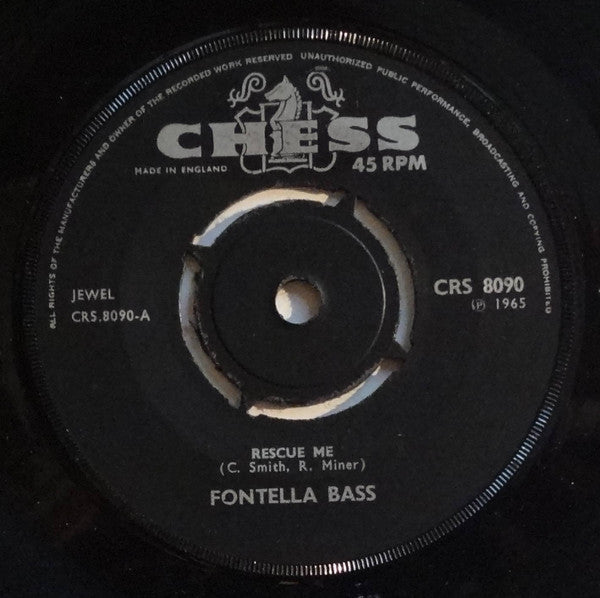 ALL RIGHTS OF THE MANUFACTURERS AND OWNER OF THE RECORDED WORK RESERVED UNAUTHORIZED PUBLIC PERFORMANCE, BROADCASTING AND COPYING PROHIBITED
CHESS
MADE IN ENGLAND
45 RPM
JEWEL
CRS.8090-A
CRS 8090
℗ 1965
RESCUE ME
(C. Smith, R. Miner)
FONTELLA BASS